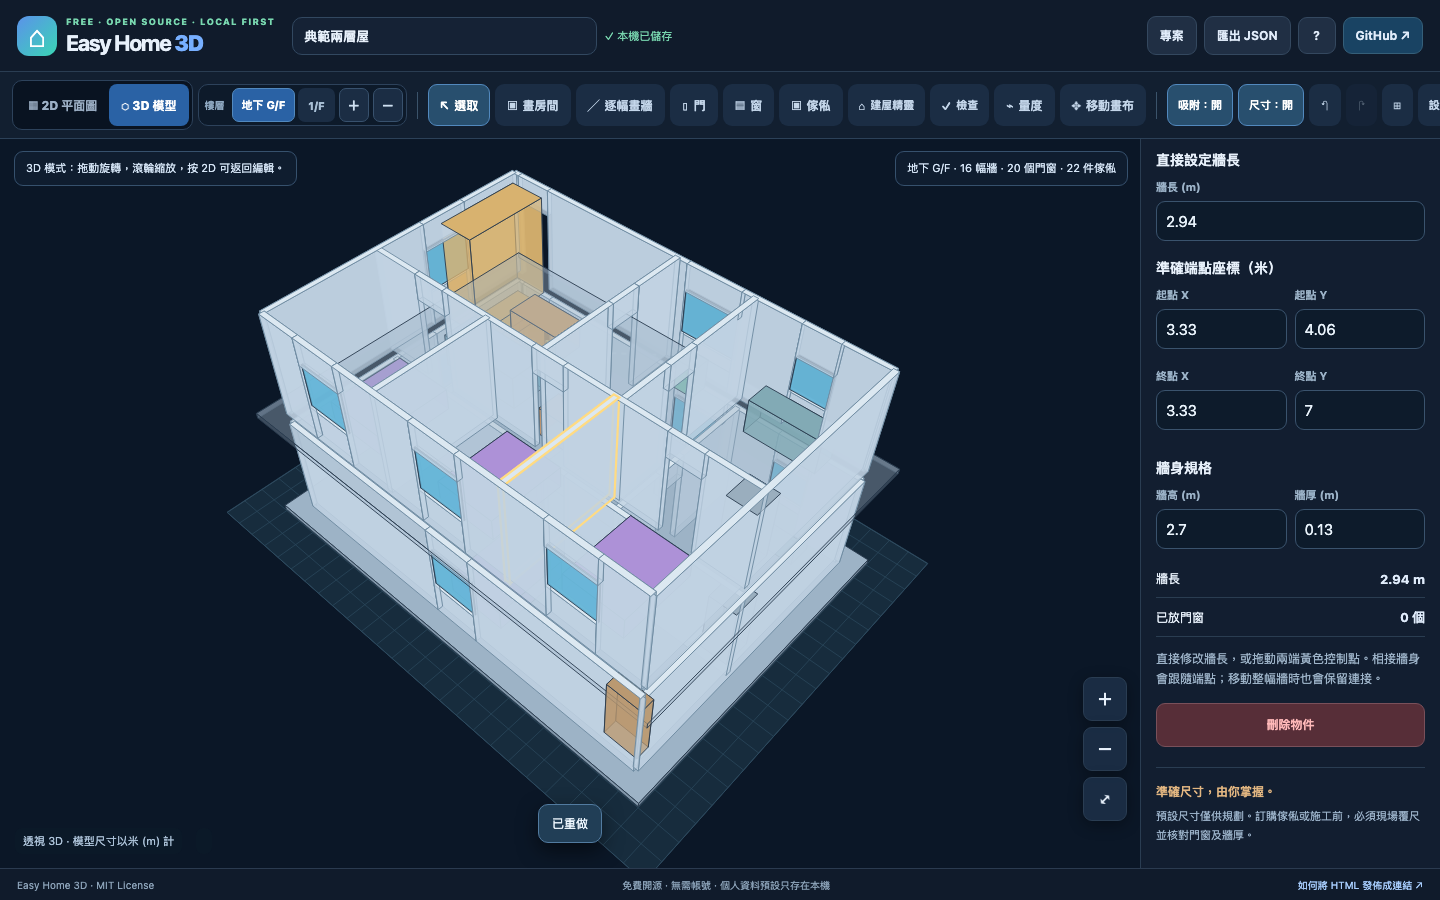 FREE · OPEN SOURCE · LOCAL FIRST
Easy Home 3D
典範兩層屋
✓ 本機已儲存
專案
匯出 JSON
?
GitHub ↗
2D 平面圖
3D 模型
樓層
地下 G/F
1/F
+
−
選取
畫房間
逐幅畫牆
門
窗
傢俬
建屋精靈
✓ 檢查
量度
移動畫布
吸附：開
尺寸：開
設
3D 模式：拖動旋轉，滾輪縮放，按 2D 可返回編輯。
地下 G/F · 16 幅牆 · 20 個門窗 · 22 件傢俬
直接設定牆長
牆長 (m)
2.94
準確端點座標（米）
起點 X
起點 Y
3.33
4.06
終點 X
終點 Y
3.33
7
牆身規格
牆高 (m)
牆厚 (m)
2.7
0.13
牆長
2.94 m
已放門窗
0 個
直接修改牆長，或拖動兩端黃色控制點。相接牆身
會跟隨端點；移動整幅牆時也會保留連接。
刪除物件
準確尺寸，由你掌握。
預設尺寸僅供規劃。訂購傢俬或施工前，必須現場覆尺
並核對門窗及牆厚。
+
−
⤢
已重做
透視 3D · 模型尺寸以米 (m) 計
Easy Home 3D · MIT License
免費開源 · 無需帳號 · 個人資料預設只存在本機
如何將 HTML 發佈成連結 ↗